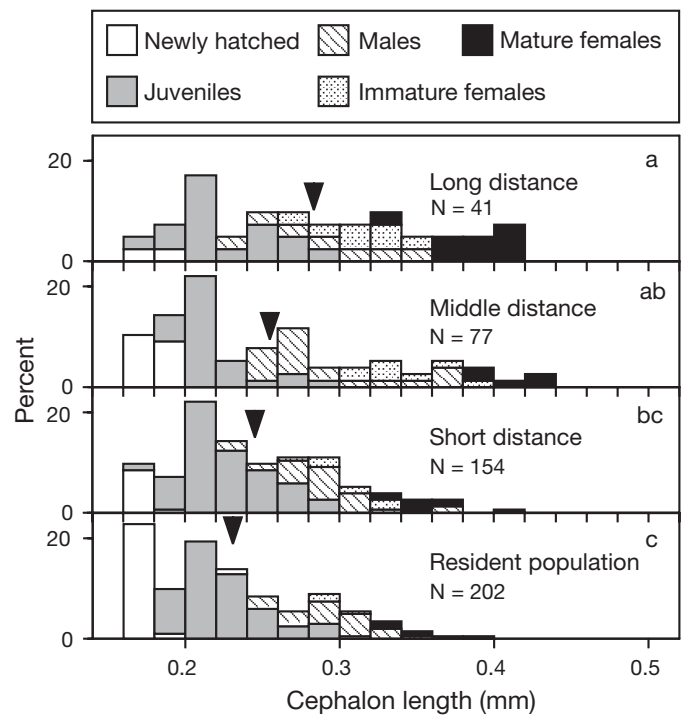 Newly hatched Males Mature females
Juveniles Immature females
20
a
Long distance
N = 41
0
20
ab
Middle distance
N = 77
0
20
bc
Short distance
N = 154
0
20
c
Resident population
N = 202
0
Percent
0.2 0.3 0.4 0.5
Cephalon length (mm)